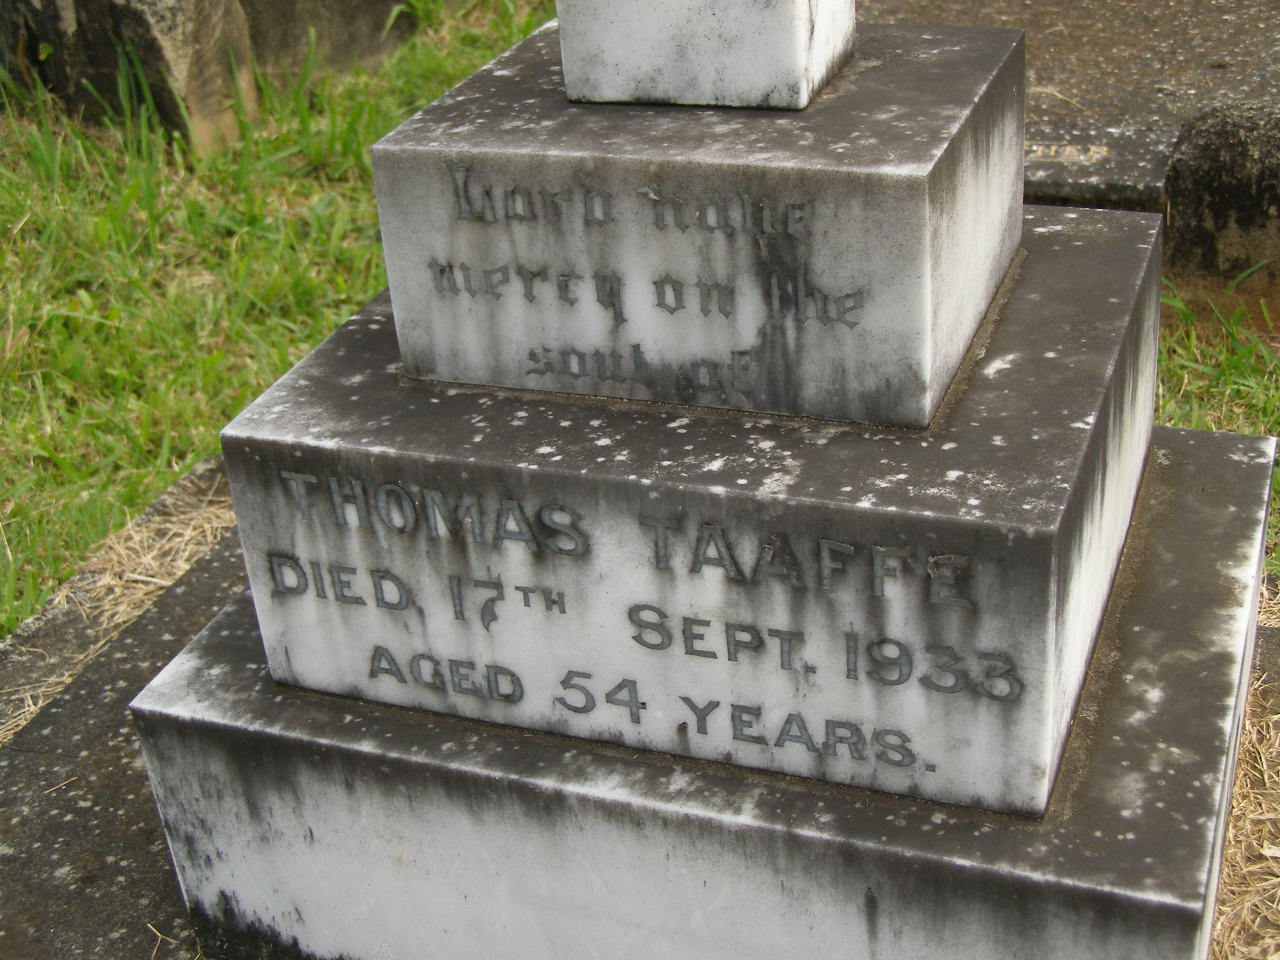 Lord have
mercy on the
soul of
THOMAS TAAFFE
DIED 17TH SEPT. 1933
AGED 54 YEARS.